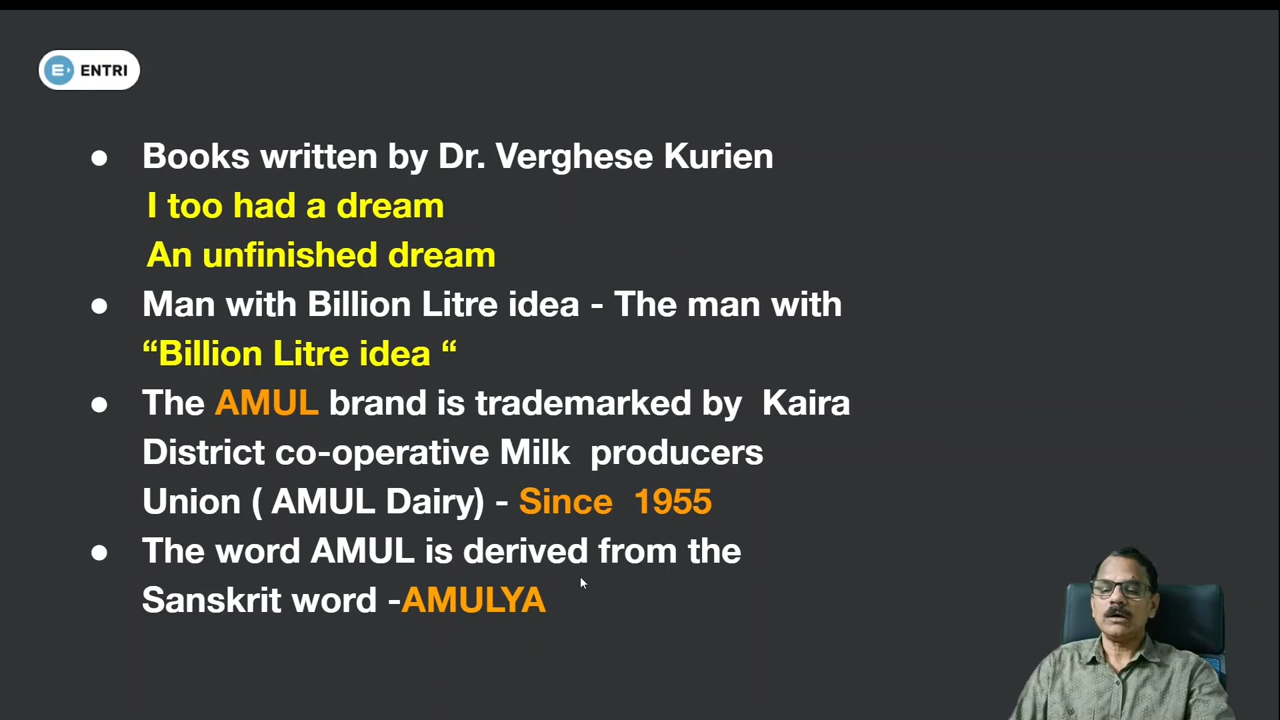 ENTRI
● Books written by Dr. Verghese Kurien
I too had a dream
An unfinished dream
● Man with Billion Litre idea - The man with
“Billion Litre idea “
● The AMUL brand is trademarked by Kaira
District co-operative Milk producers
Union ( AMUL Dairy) - Since 1955
● The word AMUL is derived from the
Sanskrit word -AMULYA